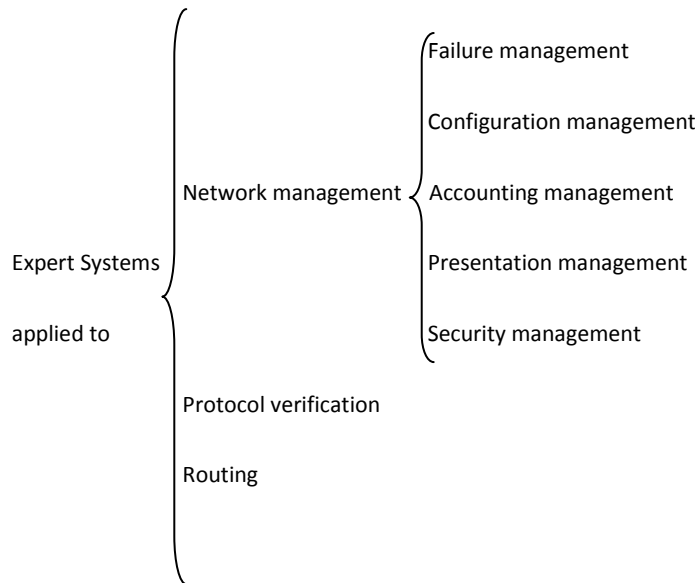 Failure management
Configuration management
Network management
Accounting management
Expert Systems
Presentation management
applied to
Security management
Protocol verification
Routing